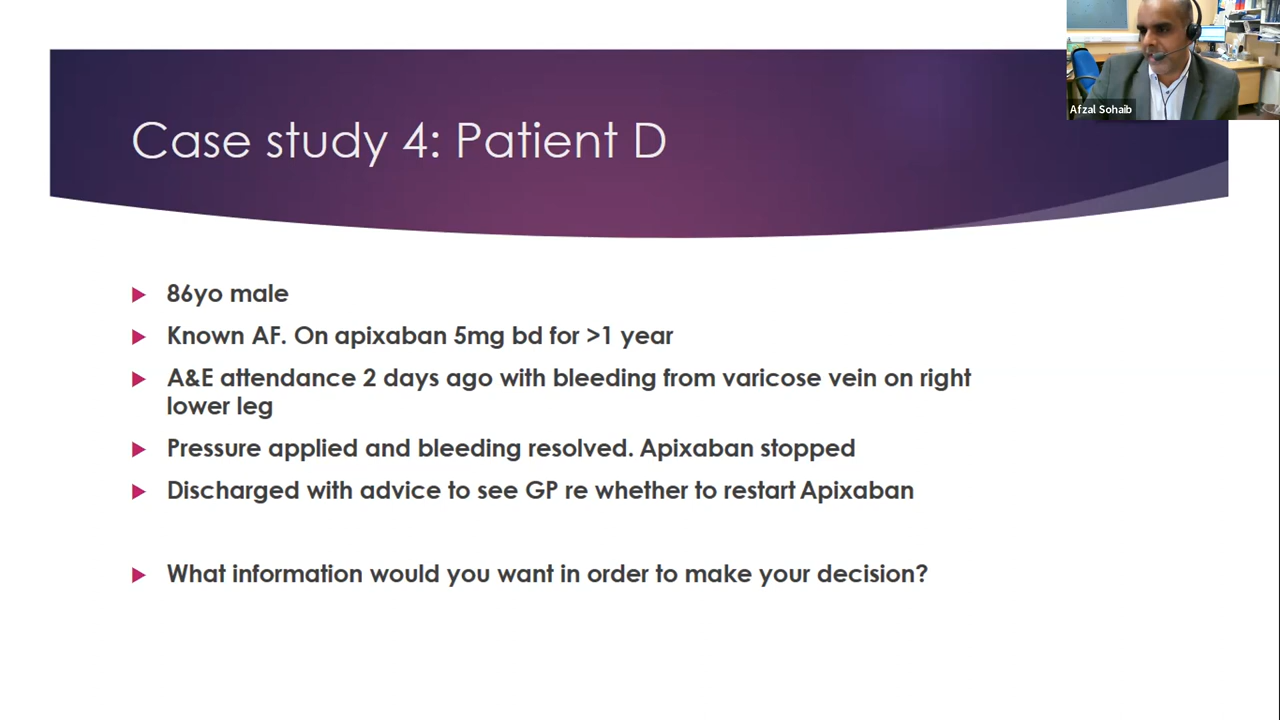 Afzal Sohaib
Case study 4: Patient D
86yo male
Known AF. On apixaban 5mg bd for >1 year
A&E attendance 2 days ago with bleeding from varicose vein on right
lower leg
Pressure applied and bleeding resolved. Apixaban stopped
Discharged with advice to see GP re whether to restart Apixaban
What information would you want in order to make your decision?